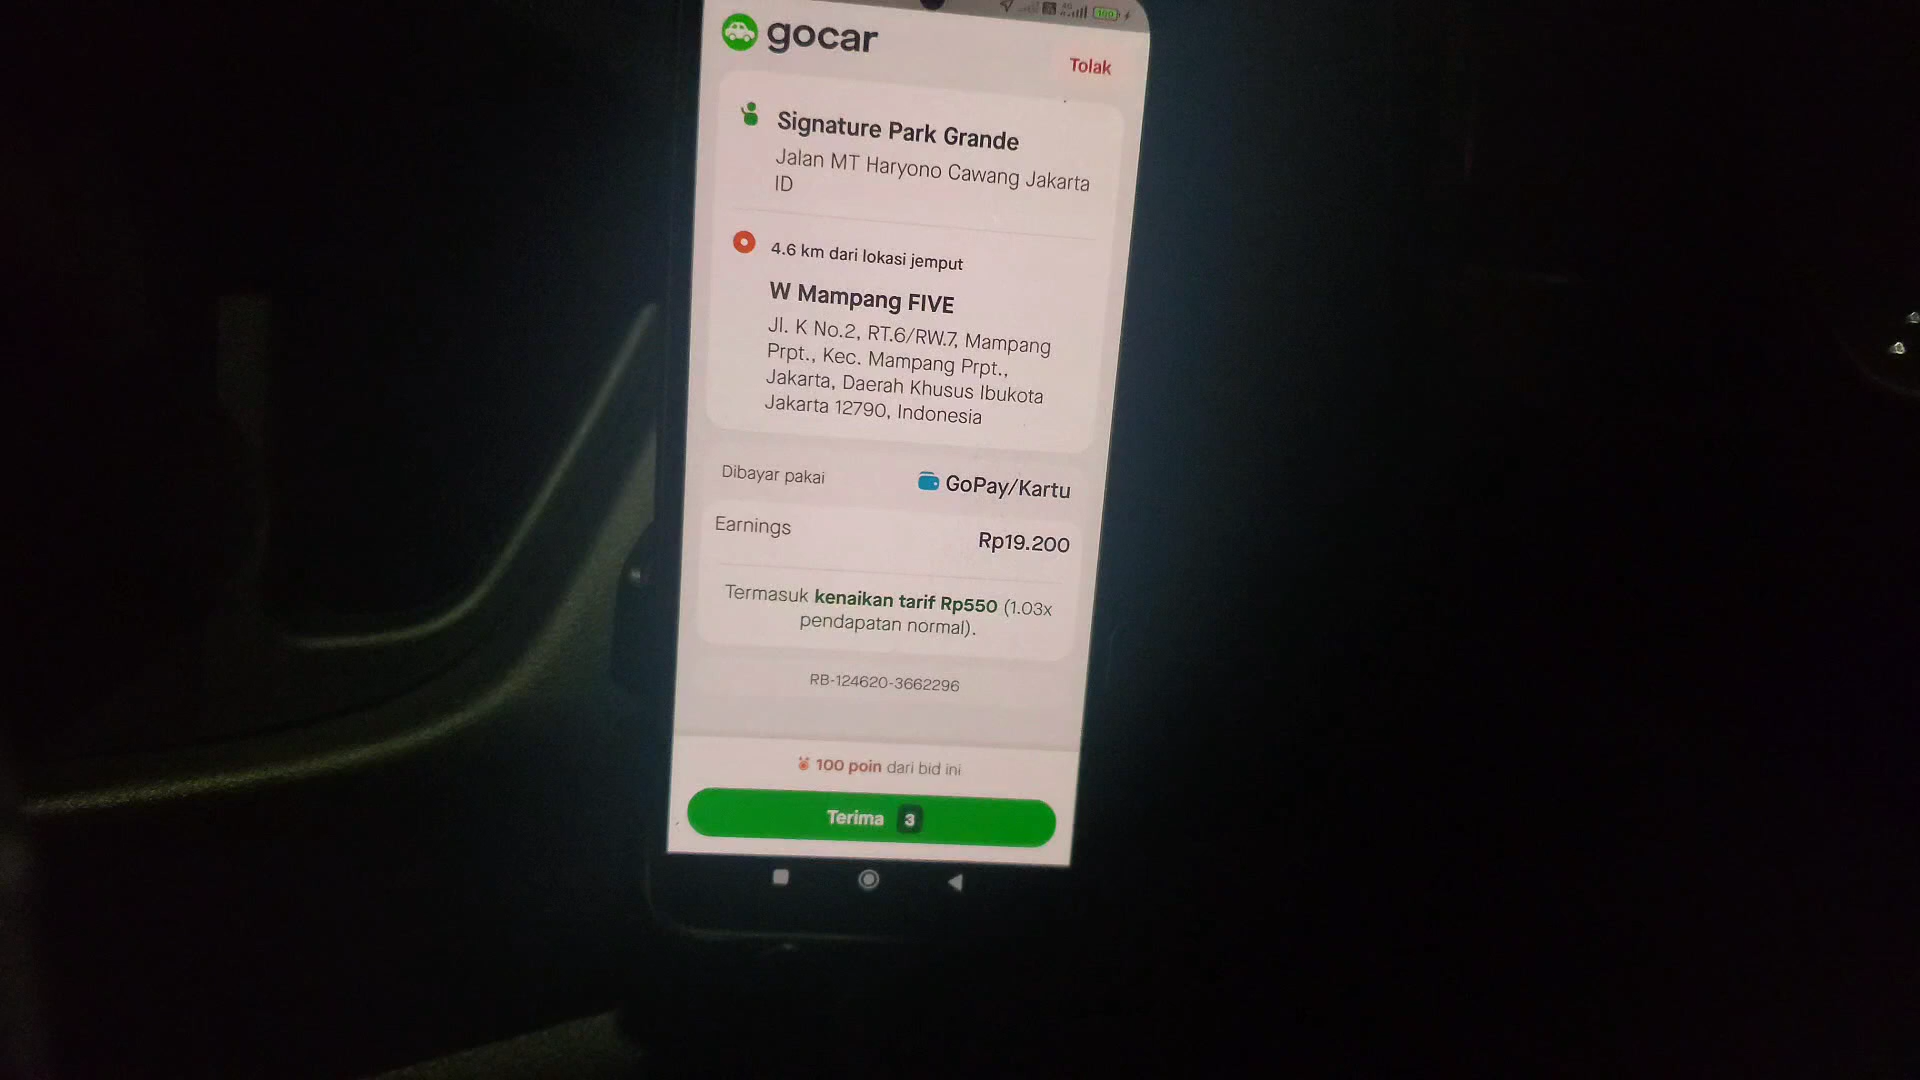 gocar
Tolak
Signature Park Grande
Jalan MT Haryono Cawang Jakarta
ID
4.6 km dari lokasi jemput
W Mampang FIVE
Jl. K No.2, RT.6/RW.7, Mampang
Prpt., Kec. Mampang Prpt.,
Jakarta, Daerah Khusus Ibukota
Jakarta 12790, Indonesia
Dibayar pakai GoPay/Kartu
Earnings Rp19.200
Termasuk kenaikan tarif Rp550 (1.03x
pendapatan normal).
RB-124620-3662296
100 poin dari bid ini
Terima 3